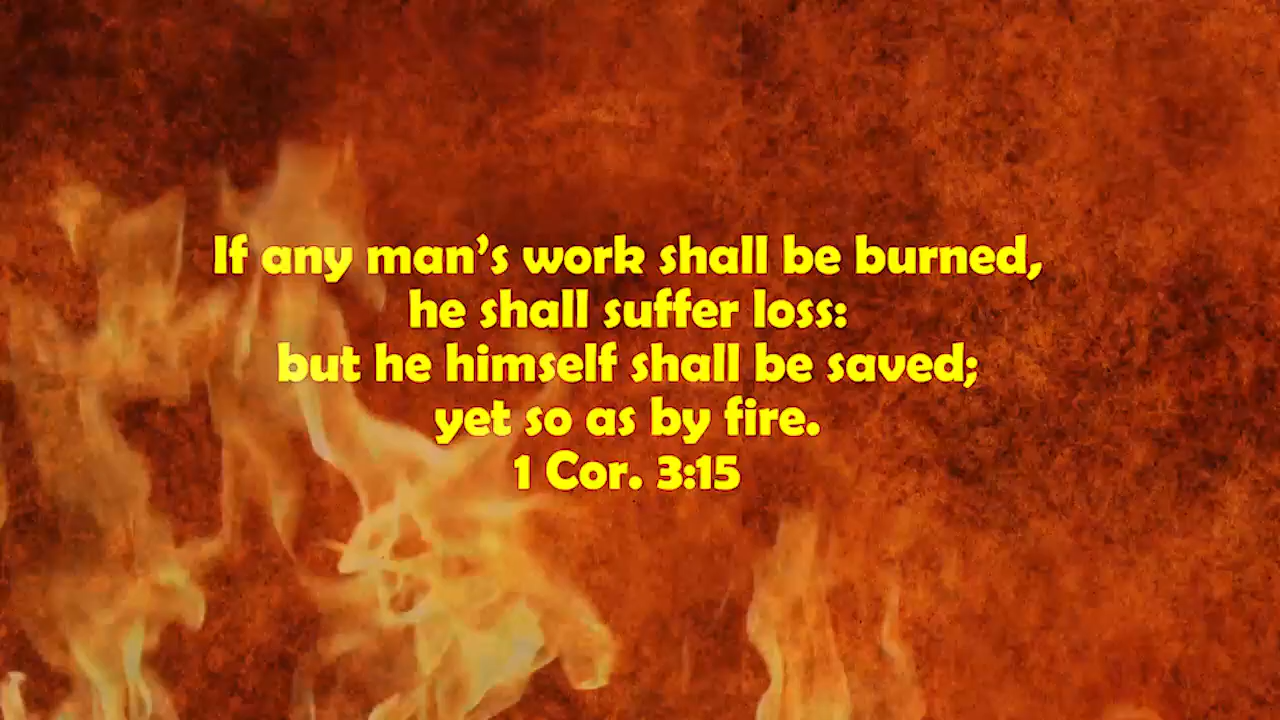 If any man’s work shall be burned,
he shall suffer loss:
but he himself shall be saved;
yet so as by fire.
1 Cor. 3:15